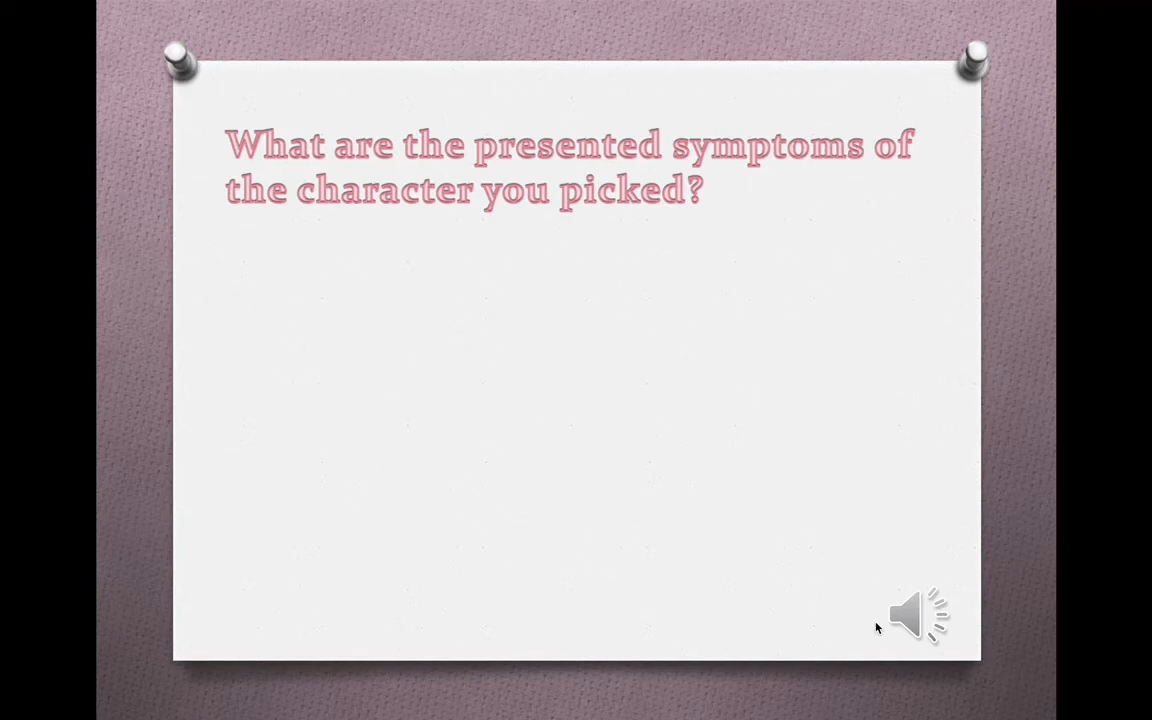 What are the presented symptoms of
the character you picked?